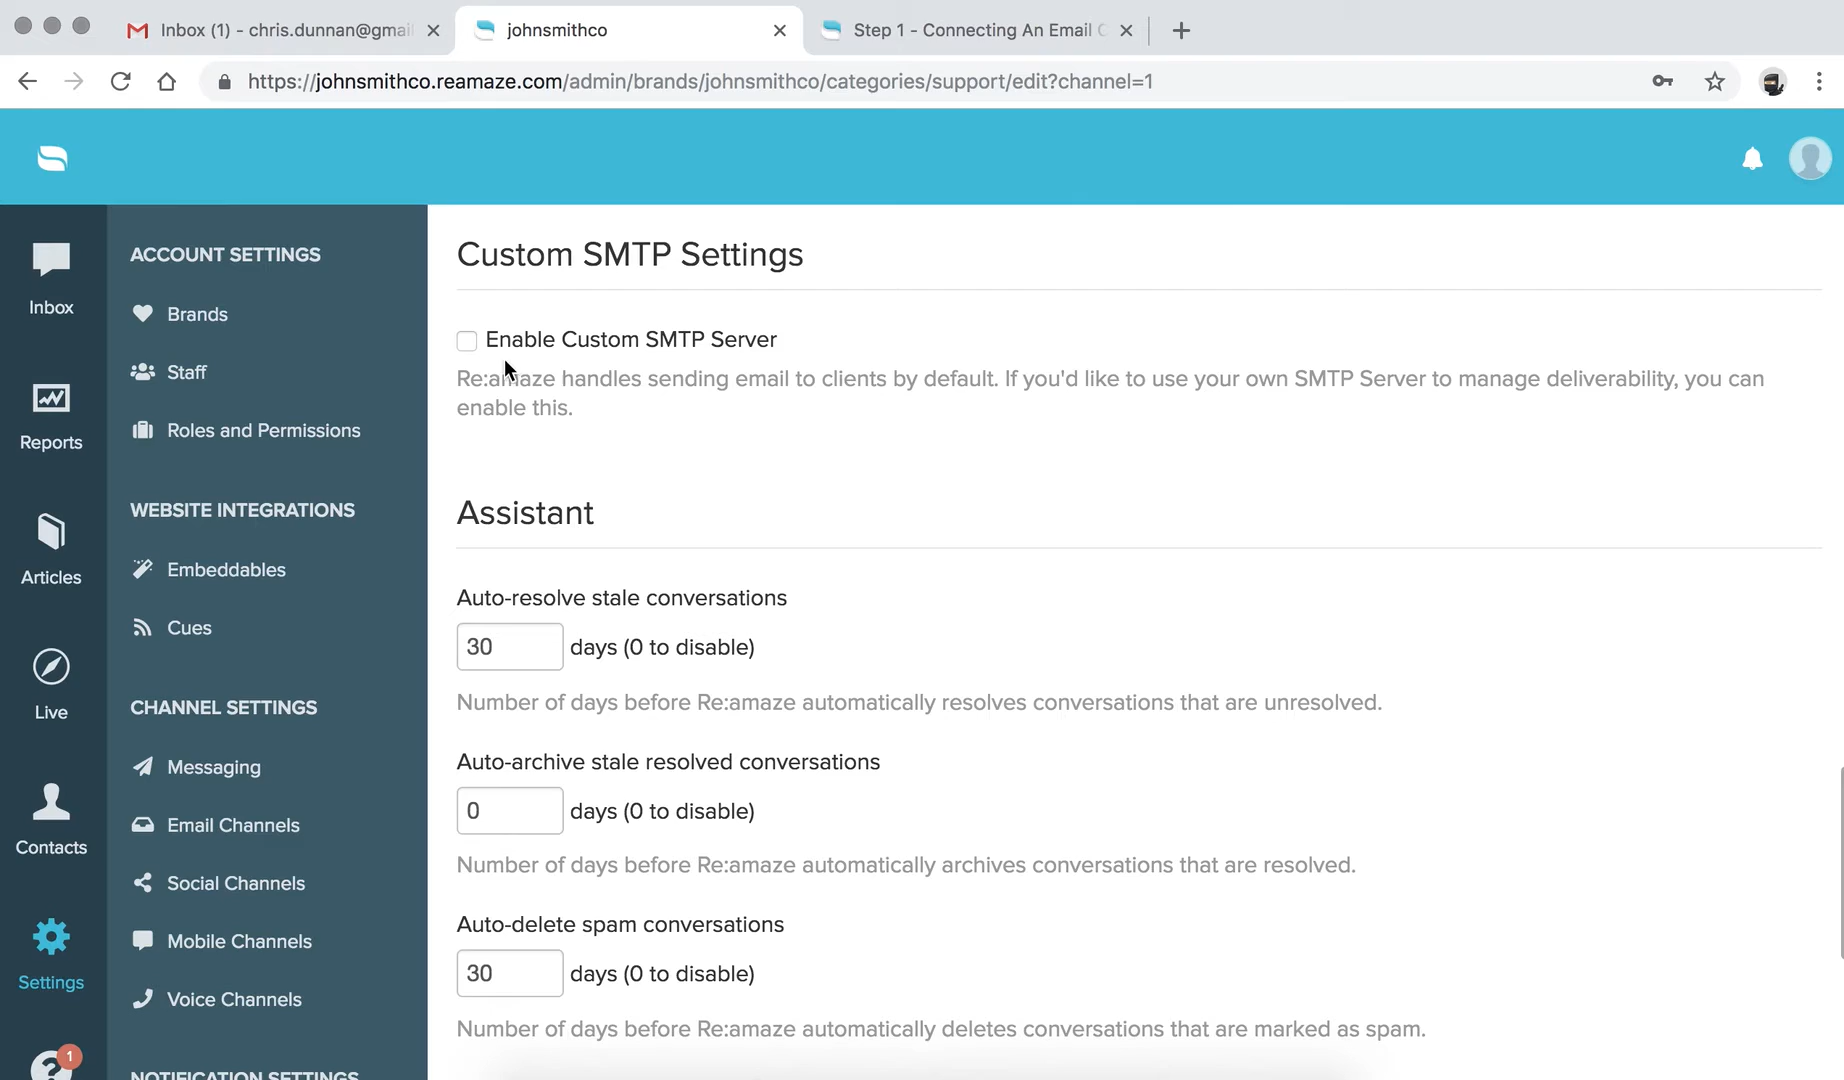 Inbox (1) - chris.dunnan@gmai
johnsmithco
Step 1 - Connecting An Email C
https://johnsmithco.reamaze.com/admin/brands/johnsmithco/categories/support/edit?channel=1
Inbox
Reports
Articles
Live
Contacts
Settings
1
ACCOUNT SETTINGS
Brands
Staff
Roles and Permissions
WEBSITE INTEGRATIONS
Embeddables
Cues
CHANNEL SETTINGS
Messaging
Email Channels
Social Channels
Mobile Channels
Voice Channels
NOTIFICATION SETTINGS
Custom SMTP Settings
Enable Custom SMTP Server
Re:amaze handles sending email to clients by default. If you'd like to use your own SMTP Server to manage deliverability, you can
enable this.
Assistant
Auto-resolve stale conversations
30 days (0 to disable)
Number of days before Re:amaze automatically resolves conversations that are unresolved.
Auto-archive stale resolved conversations
0 days (0 to disable)
Number of days before Re:amaze automatically archives conversations that are resolved.
Auto-delete spam conversations
30 days (0 to disable)
Number of days before Re:amaze automatically deletes conversations that are marked as spam.